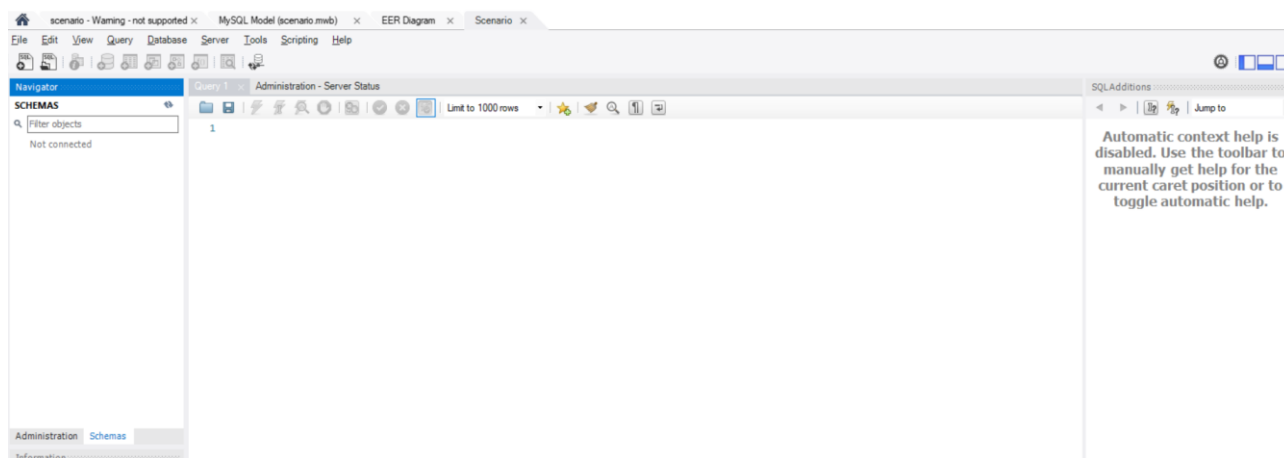 scenario - Warning - not supported × MySQL Model (scenario.mwb) × EER Diagram × Scenario ×
File Edit View Query Database Server Tools Scripting Help
Navigator
SCHEMAS
Filter objects
Not connected
Administration Schemas
Information
Query 1 × Administration - Server Status
Limit to 1000 rows
1
SQLAdditions
Jump to
Automatic context help is
disabled. Use the toolbar to
manually get help for the
current caret position or to
toggle automatic help.